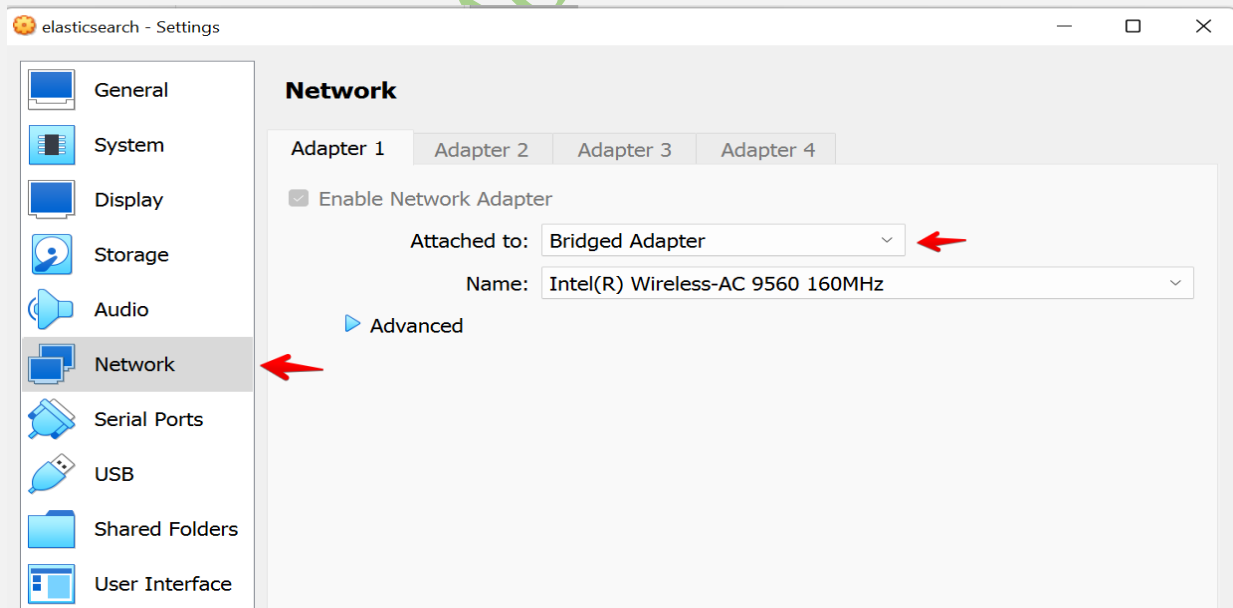 elasticsearch - Settings
General
System
Display
Storage
Audio
Network
Serial Ports
USB
Shared Folders
User Interface
Network
Adapter 1
Adapter 2
Adapter 3
Adapter 4
Enable Network Adapter
Attached to: Bridged Adapter
Name: Intel(R) Wireless-AC 9560 160MHz
Advanced